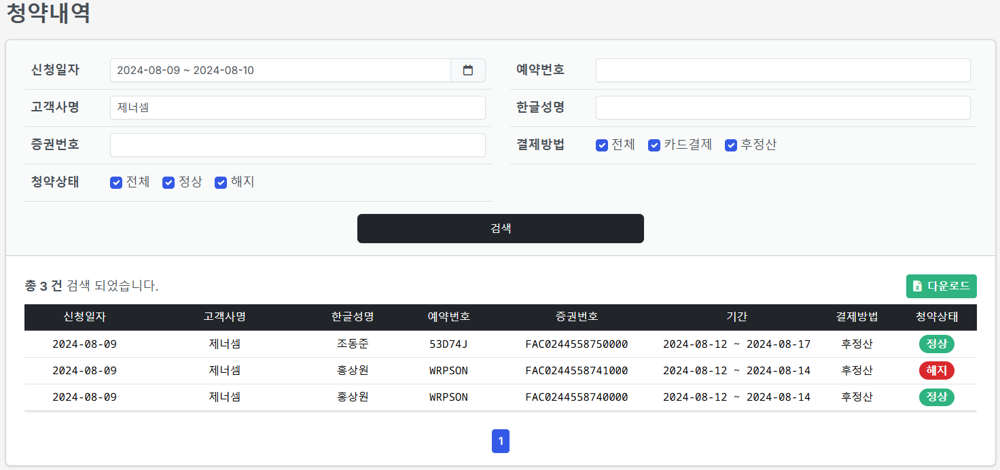 청약내역
신청일자 2024-08-09 ~ 2024-08-10 예약번호
고객사명 제너셈 한글성명
증권번호 결제방법 전체 카드결제 후정산
청약상태 전체 정상 해지
검색
총 3 건 검색 되었습니다. 다운로드
신청일자 고객사명 한글성명 예약번호 증권번호 기간 결제방법 청약상태
2024-08-09 제너셈 조동준 53D74J FAC0244558750000 2024-08-12 ~ 2024-08-17 후정산 정상
2024-08-09 제너셈 홍상원 WRPSON FAC0244558741000 2024-08-12 ~ 2024-08-14 후정산 해지
2024-08-09 제너셈 홍상원 WRPSON FAC0244558740000 2024-08-12 ~ 2024-08-14 후정산 정상
1